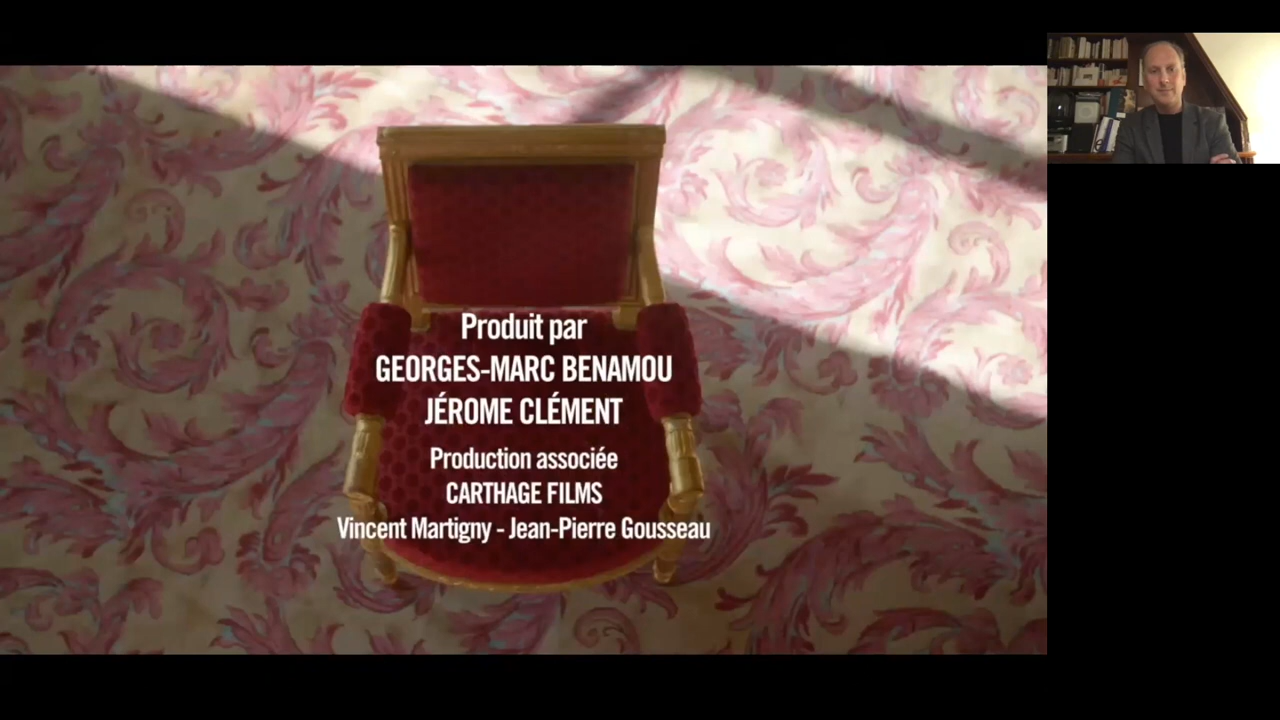 Produit par
GEORGES-MARC BENAMOU
JÉROME CLÉMENT
Production associée
CARTHAGE FILMS
Vincent Martigny - Jean-Pierre Gousseau